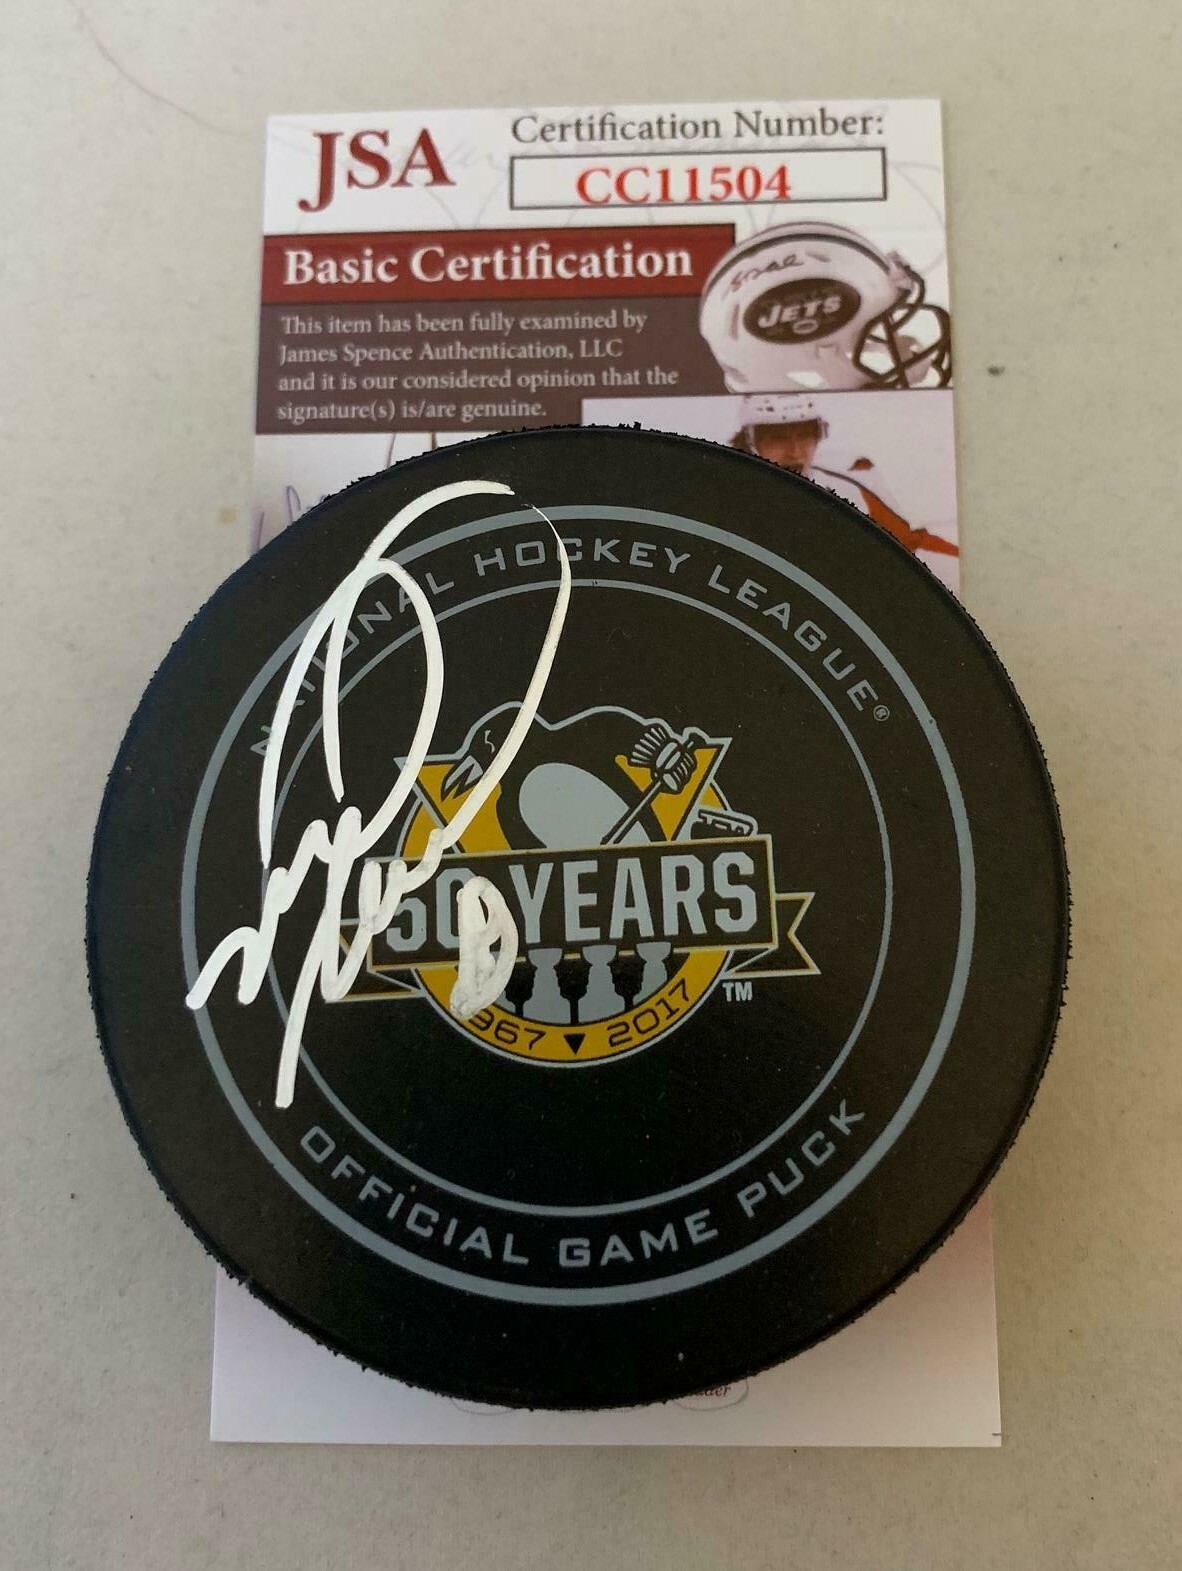 JSA
Certification Number:
CC11504
Basic Certification
This item has been fully examined by
James Spence Authentication, LLC
and it is our considered opinion that the
signature(s) is/are genuine.
JETS
NATIONAL HOCKEY LEAGUE®
50 YEARS
TM
1967 ▼ 2017
OFFICIAL GAME PUCK